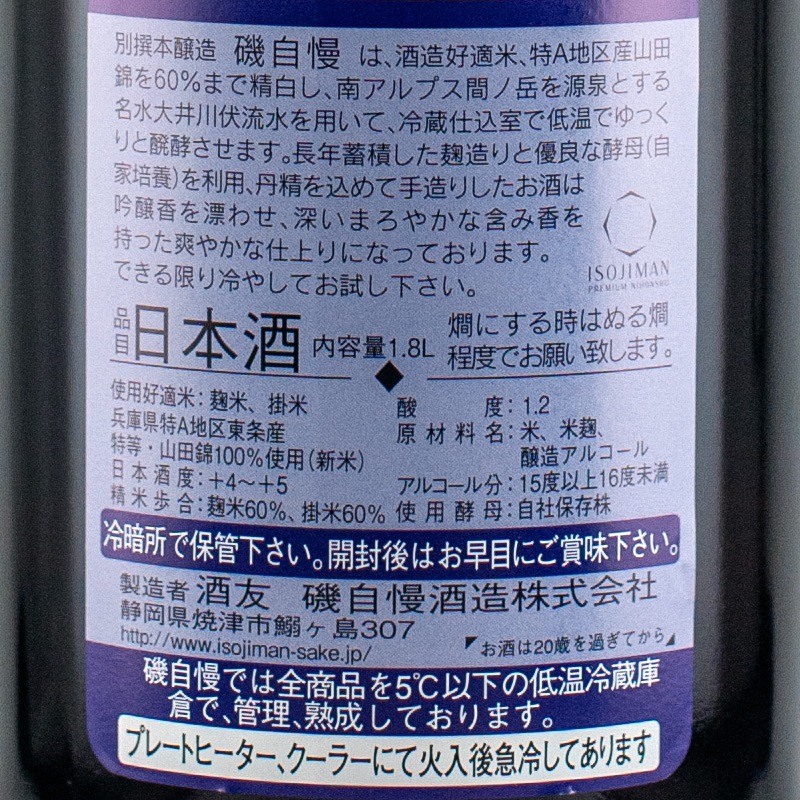 別撰本醸造 磯自慢 は、酒造好適米、特A地区産山田
錦を60%まで精白し、南アルプス間ノ岳を源泉とする
名水大井川伏流水を用いて、冷蔵仕込室で低温でゆっく
りと醗酵させます。長年蓄積した麹造りと優良な酵母(自
家培養)を利用、丹精を込めて手造りしたお酒は
吟醸香を漂わせ、深いまろやかな含み香を
持った爽やかな仕上りになっております。
できる限り冷やしてお試し下さい。
ISOJIMAN
PREMIUM NIHONSHU
品目 日本酒 内容量1.8L
燗にする時はぬる燗
程度でお願い致します。
使用好適米：麹米、掛米
兵庫県特A地区東条産
特等・山田錦100%使用(新米)
日本酒度：+4〜+5
精米歩合：麹米60%、掛米60%
酸度：1.2
原材料名：米、米麹、
醸造アルコール
アルコール分：15度以上16度未満
使用酵母：自社保存株
冷暗所で保管下さい。開封後はお早目にご賞味下さい。
製造者 酒友 磯自慢酒造株式会社
静岡県焼津市鰯ヶ島307
http://www.isojiman-sake.jp/
お酒は20歳を過ぎてから
磯自慢では全商品を5℃以下の低温冷蔵庫
倉で、管理、熟成しております。
プレートヒーター、クーラーにて火入後急冷してあります